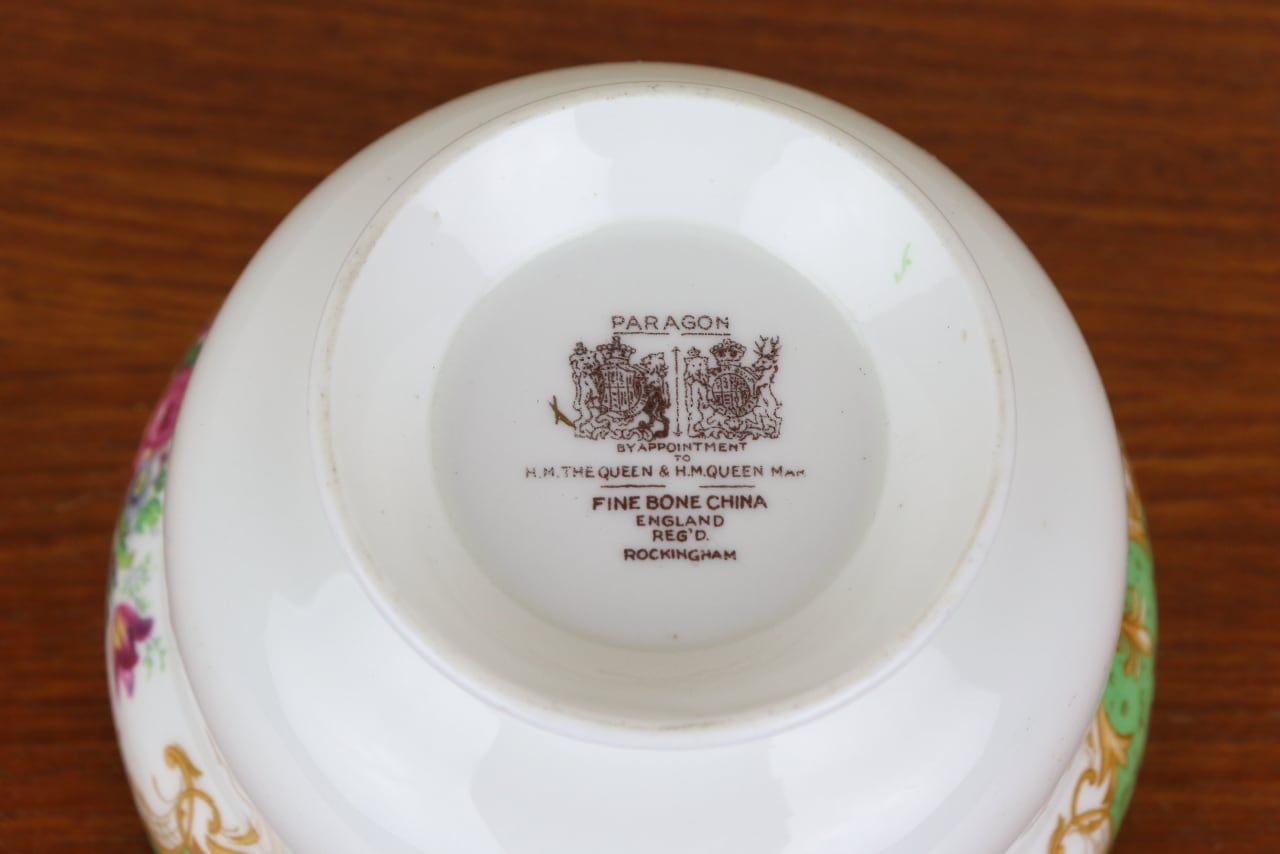 PARAGON
BY APPOINTMENT
TO
H.M. THE QUEEN & H.M. QUEEN MAR
FINE BONE CHINA
ENGLAND
REG'D.
ROCKINGHAM